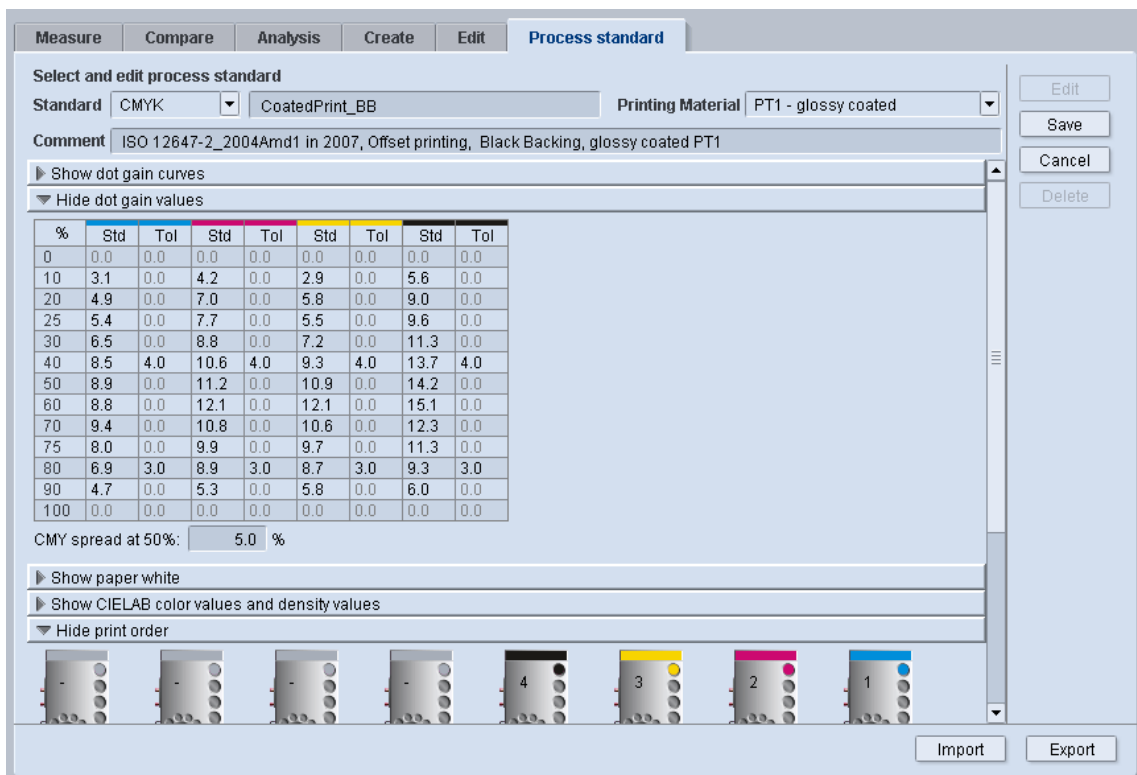 Measure Compare Analysis Create Edit Process standard
Select and edit process standard
Standard CMYK CoatedPrint_BB Printing Material PT1 - glossy coated
Edit
Save
Comment ISO 12647-2_2004Amd1 in 2007, Offset printing, Black Backing, glossy coated PT1
Cancel
Show dot gain curves
Delete
Hide dot gain values
% Std Tol Std Tol Std Tol Std Tol
0 0.0 0.0 0.0 0.0 0.0 0.0 0.0 0.0
10 3.1 0.0 4.2 0.0 2.9 0.0 5.6 0.0
20 4.9 0.0 7.0 0.0 5.8 0.0 9.0 0.0
25 5.4 0.0 7.7 0.0 5.5 0.0 9.6 0.0
30 6.5 0.0 8.8 0.0 7.2 0.0 11.3 0.0
40 8.5 4.0 10.6 4.0 9.3 4.0 13.7 4.0
50 8.9 0.0 11.2 0.0 10.9 0.0 14.2 0.0
60 8.8 0.0 12.1 0.0 12.1 0.0 15.1 0.0
70 9.4 0.0 10.8 0.0 10.6 0.0 12.3 0.0
75 8.0 0.0 9.9 0.0 9.7 0.0 11.3 0.0
80 6.9 3.0 8.9 3.0 8.7 3.0 9.3 3.0
90 4.7 0.0 5.3 0.0 5.8 0.0 6.0 0.0
100 0.0 0.0 0.0 0.0 0.0 0.0 0.0 0.0
CMY spread at 50%: 5.0 %
Show paper white
Show CIELAB color values and density values
Hide print order
- - - - 4 3 2 1
Import Export